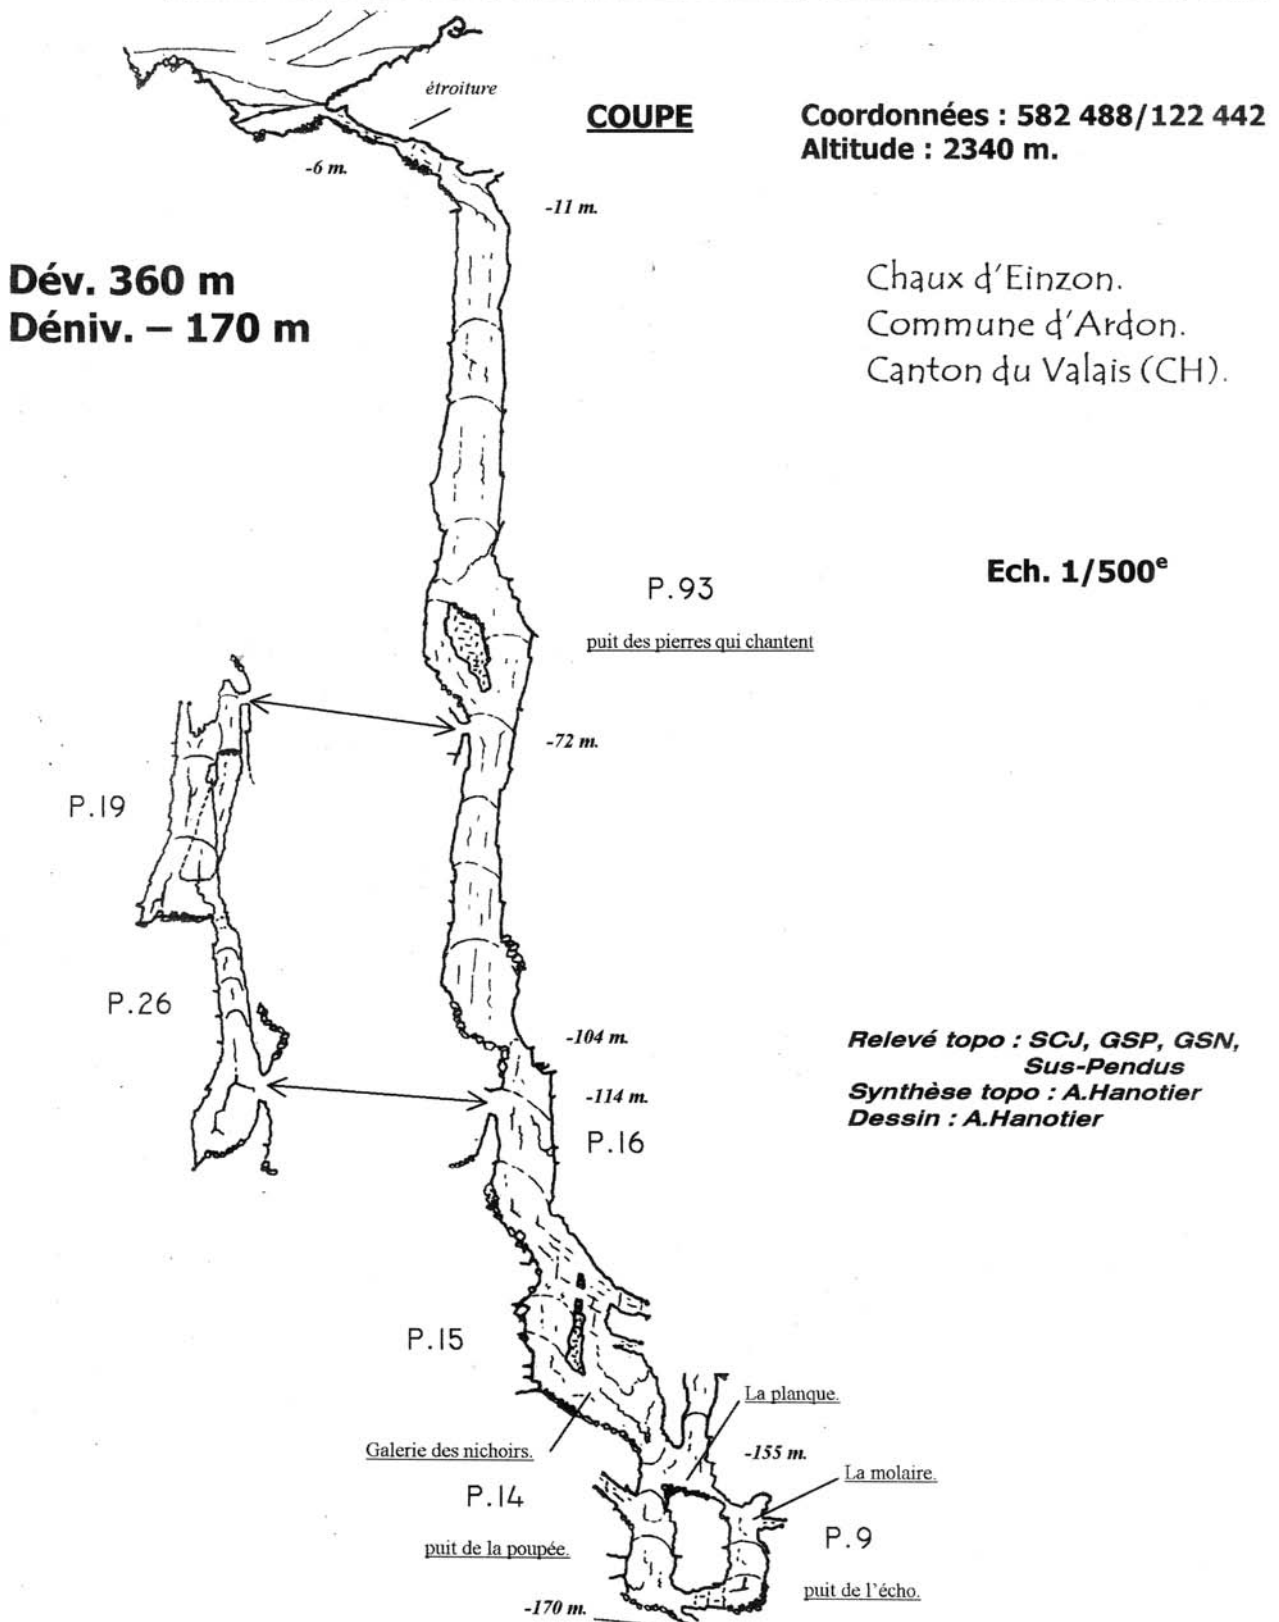 étroiture
COUPE
Coordonnées : 582 488/122 442
Altitude : 2340 m.
-6 m.
-11 m.
Dév. 360 m
Déniv. – 170 m
Chaux d'Einzon.
Commune d'Ardon.
Canton du Valais (CH).
Ech. 1/500e
P.93
puit des pierres qui chantent
-72 m.
P.19
P.26
-104 m.
-114 m.
P.16
Relevé topo : SCJ, GSP, GSN,
Sus-Pendus
Synthèse topo : A.Hanotier
Dessin : A.Hanotier
P.15
La planque.
Galerie des nichoirs.
-155 m.
La molaire.
P.14
puit de la poupée.
P.9
puit de l'écho.
-170 m.